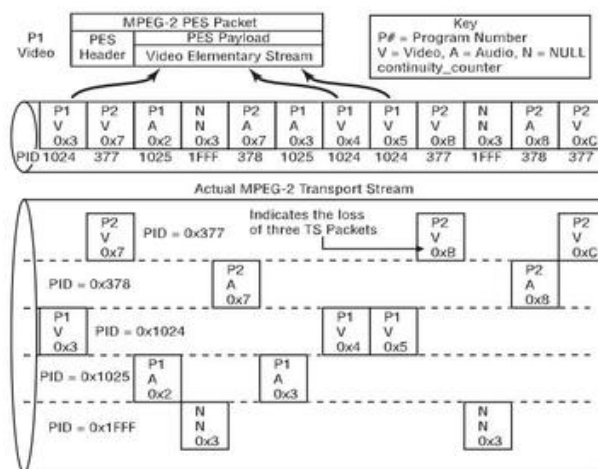 P1
Video
MPEG-2 PES Packet
PES
Header
PES Payload
Video Elementary Stream
Key
P# = Program Number
V = Video, A = Audio, N = NULL
continuity_counter
P1 P2 P1 N P2 P1 P1 P1 P2 N P2 P2
V V A N A A V V V N A V
0x3 0x7 0x2 0x3 0x7 0x3 0x4 0x5 0xB 0x3 0x8 0xC
PID 1024 377 1025 1FFF 378 1025 1024 1024 377 1FFF 378 377
Actual MPEG-2 Transport Stream
P2
V
0x7
PID = 0x377
Indicates the loss
of three TS Packets
P2
V
0xB
P2
V
0xC
PID = 0x378
P2
A
0x7
P2
A
0x8
P1
V
0x3
PID = 0x1024
P1
V
0x4
P1
V
0x5
PID = 0x1025
P1
A
0x2
P1
A
0x3
PID = 0x1FFF
N
N
0x3
N
N
0x3